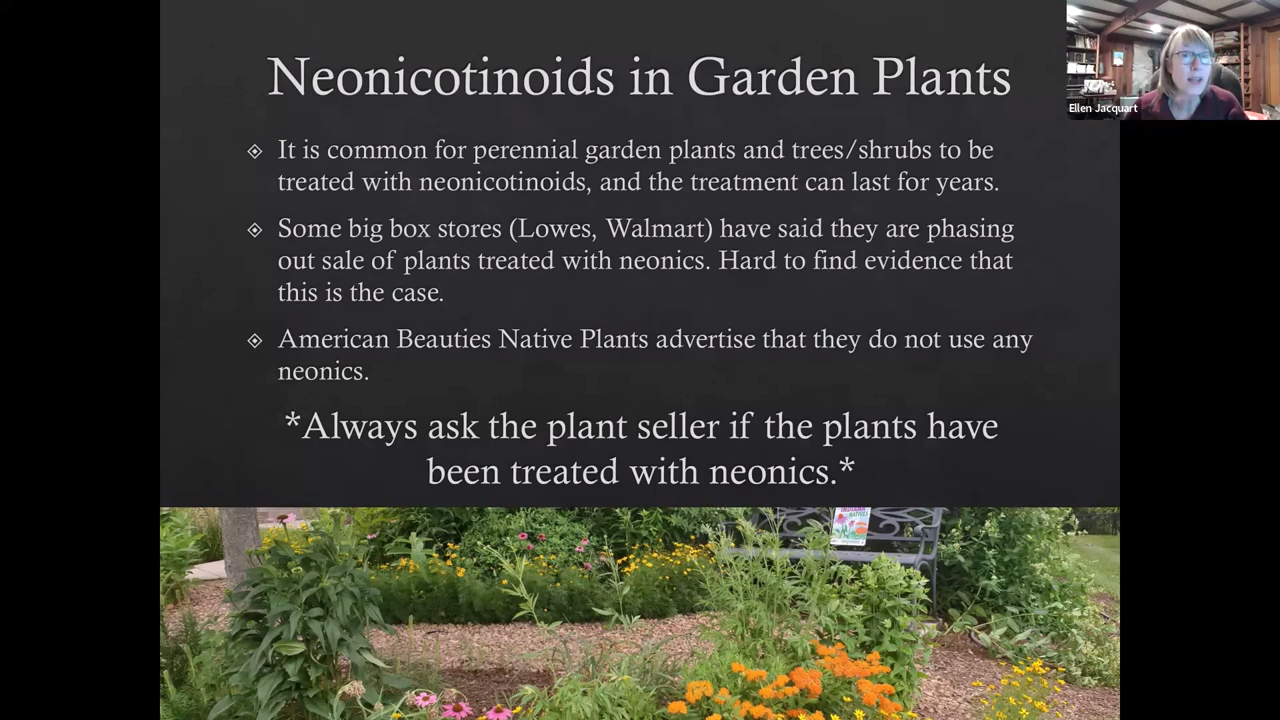 Neonicotinoids in Garden Plants
Ellen Jacquart
It is common for perennial garden plants and trees/shrubs to be
treated with neonicotinoids, and the treatment can last for years.
Some big box stores (Lowes, Walmart) have said they are phasing
out sale of plants treated with neonics. Hard to find evidence that
this is the case.
American Beauties Native Plants advertise that they do not use any
neonics.
*Always ask the plant seller if the plants have
been treated with neonics.*
INDIANA
NATIVES